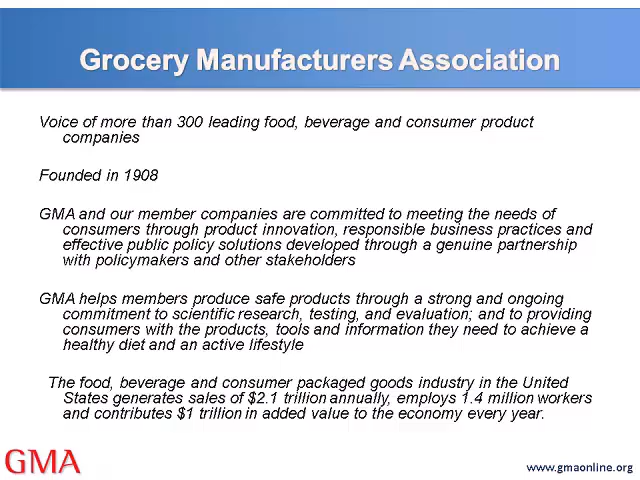 Grocery Manufacturers Association
Voice of more than 300 leading food, beverage and consumer product
companies
Founded in 1908
GMA and our member companies are committed to meeting the needs of
consumers through product innovation, responsible business practices and
effective public policy solutions developed through a genuine partnership
with policymakers and other stakeholders
GMA helps members produce safe products through a strong and ongoing
commitment to scientific research, testing, and evaluation; and to providing
consumers with the products, tools and information they need to achieve a
healthy diet and an active lifestyle
The food, beverage and consumer packaged goods industry in the United
States generates sales of $2.1 trillion annually, employs 1.4 million workers
and contributes $1 trillion in added value to the economy every year.
GMA
www.gmaonline.org